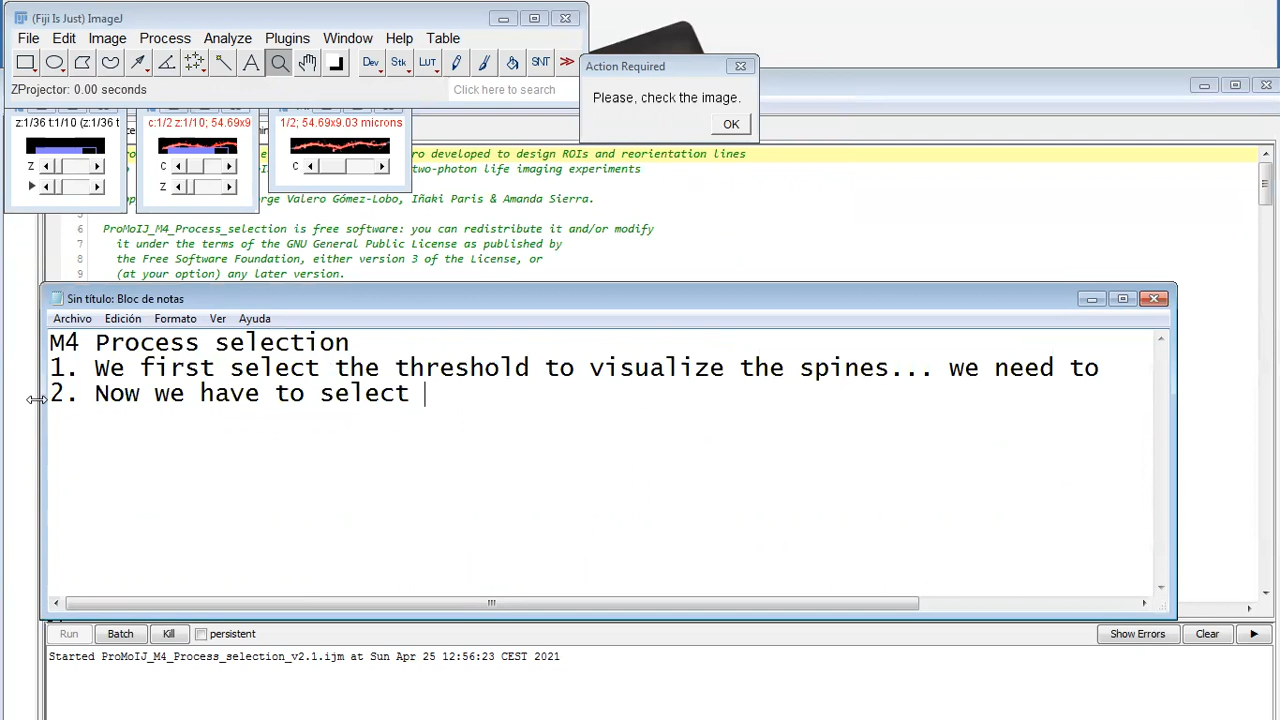 (Fiji Is Just) ImageJ
File Edit Image Process Analyze Plugins Window Help Table
Dev Stk LUT SNT
ZProjector: 0.00 seconds
Click here to search
Action Required
Please, check the image.
OK
z:1/36 t:1/10 (z:1/36 t
Z
c:1/2 z:1/10; 54.69x9
C
Z
1/2; 54.69x9.03 microns
C
macro developed to design ROIs and reorientation lines
two-photon life imaging experiments
Valero Gómez-Lobo, Iñaki Paris & Amanda Sierra.
6 ProMoIJ_M4_Process_selection is free software: you can redistribute it and/or modify
7 it under the terms of the GNU General Public License as published by
8 the Free Software Foundation, either version 3 of the License, or
9 (at your option) any later version.
Sin título: Bloc de notas
Archivo Edición Formato Ver Ayuda
M4 Process selection
1. We first select the threshold to visualize the spines... we need to
2. Now we have to select
Run Batch Kill persistent Show Errors Clear
Started ProMoIJ_M4_Process_selection_v2.1.ijm at Sun Apr 25 12:56:23 CEST 2021